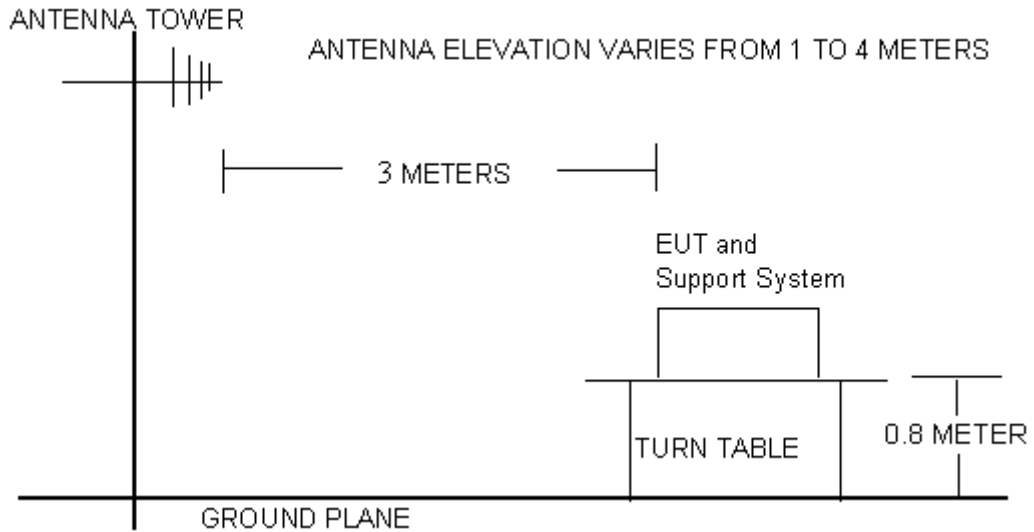 ANTENNA TOWER
ANTENNA ELEVATION VARIES FROM 1 TO 4 METERS
3 METERS
EUT and
Support System
0.8 METER
TURN TABLE
GROUND PLANE